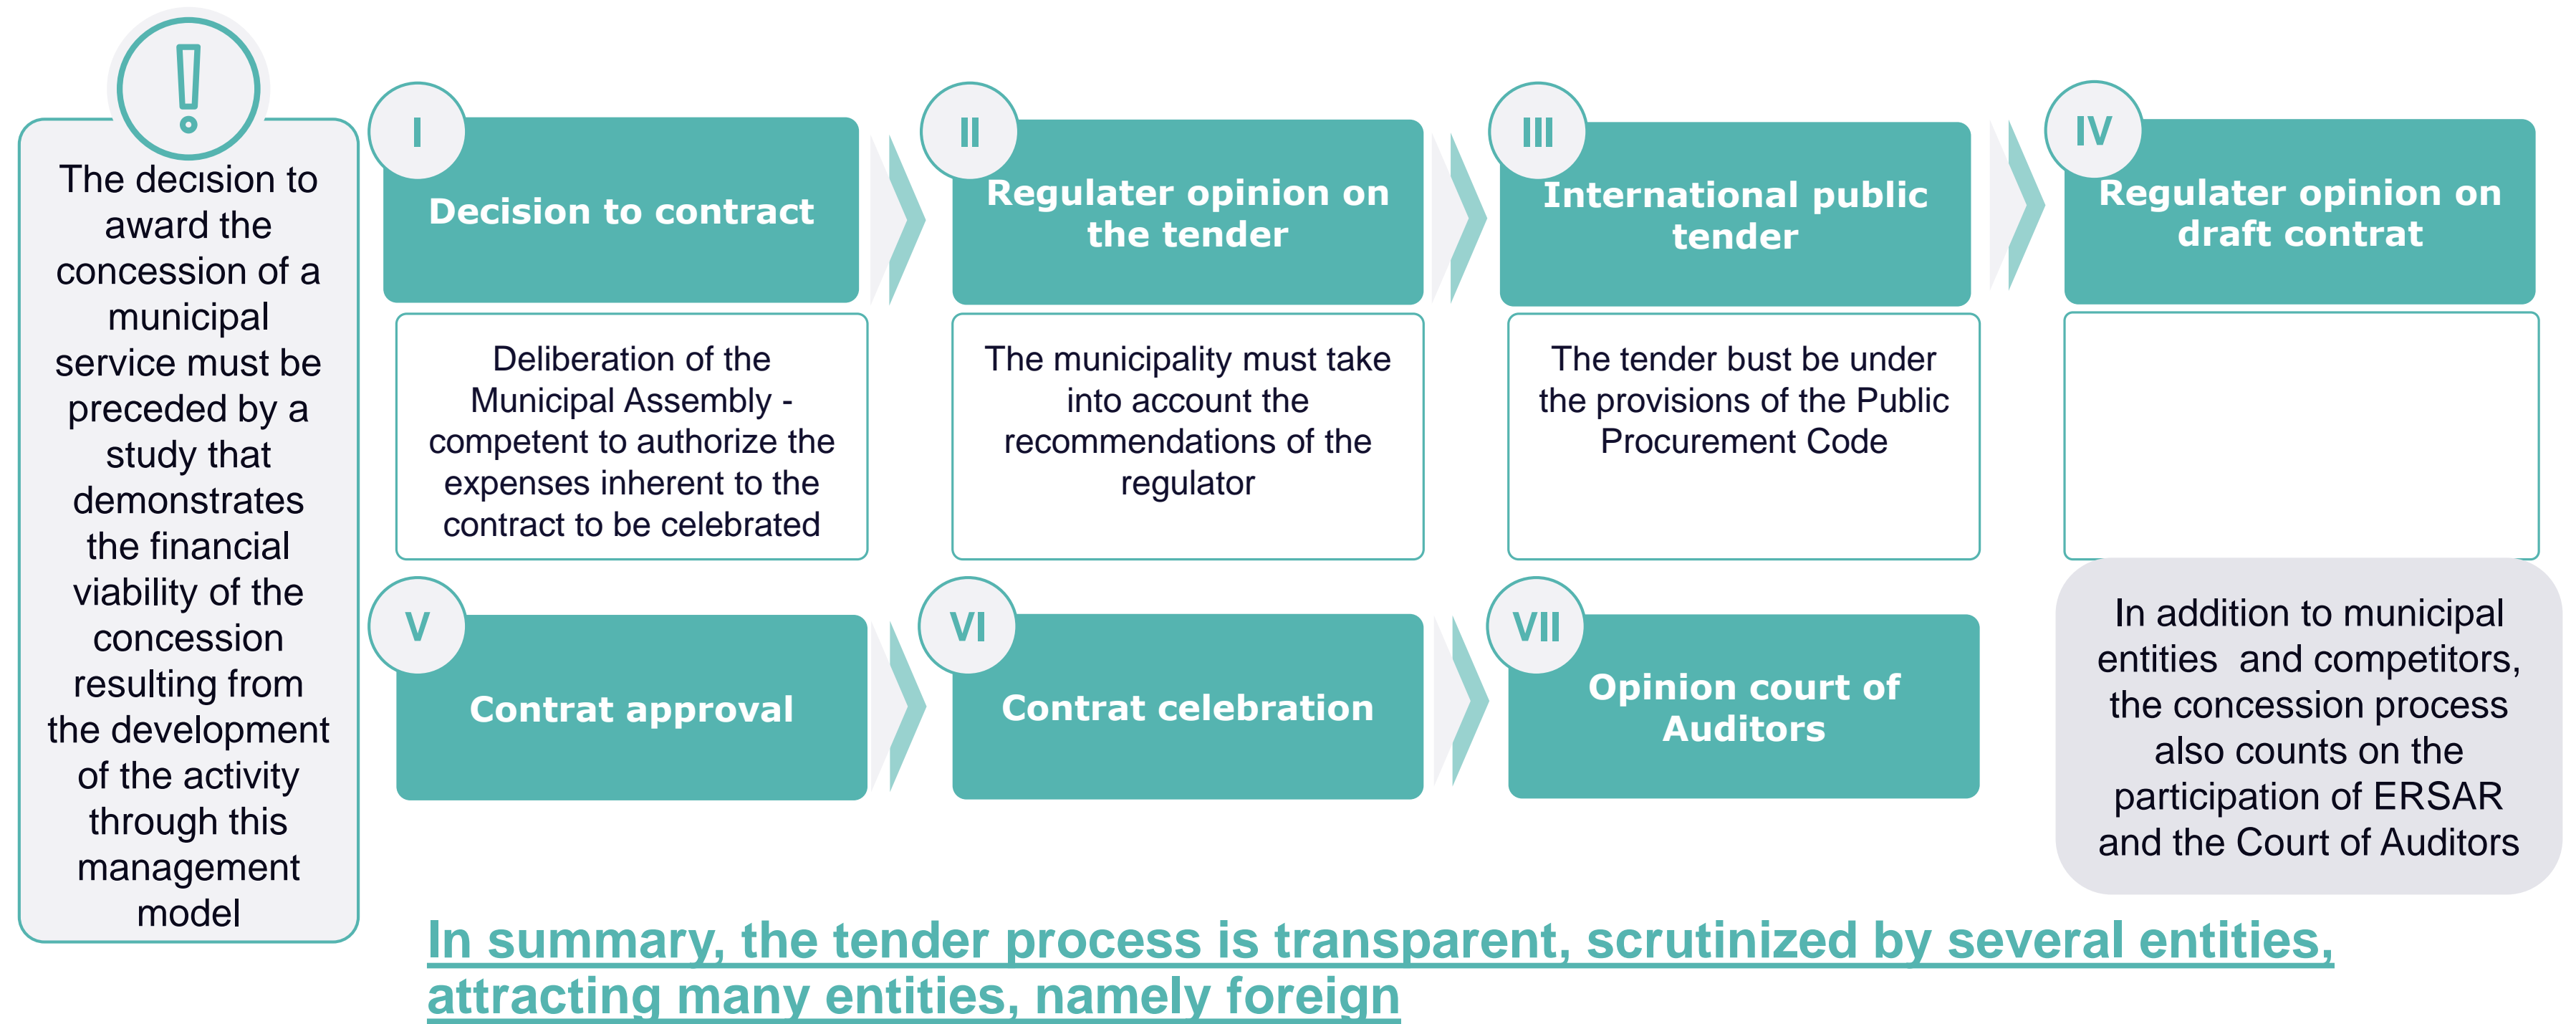 The decision to
award the
concession of a
municipal
service must be
preceded by a
study that
demonstrates
the financial
viability of the
concession
resulting from
the development
of the activity
through this
management
model
I
Decision to contract
Deliberation of the
Municipal Assembly -
competent to authorize the
expenses inherent to the
contract to be celebrated
II
Regulater opinion on
the tender
The municipality must take
into account the
recommendations of the
regulator
III
International public
tender
The tender bust be under
the provisions of the Public
Procurement Code
IV
Regulater opinion on
draft contrat
V
Contrat approval
VI
Contrat celebration
VII
Opinion court of
Auditors
In addition to municipal
entities and competitors,
the concession process
also counts on the
participation of ERSAR
and the Court of Auditors
In summary, the tender process is transparent, scrutinized by several entities,
attracting many entities, namely foreign